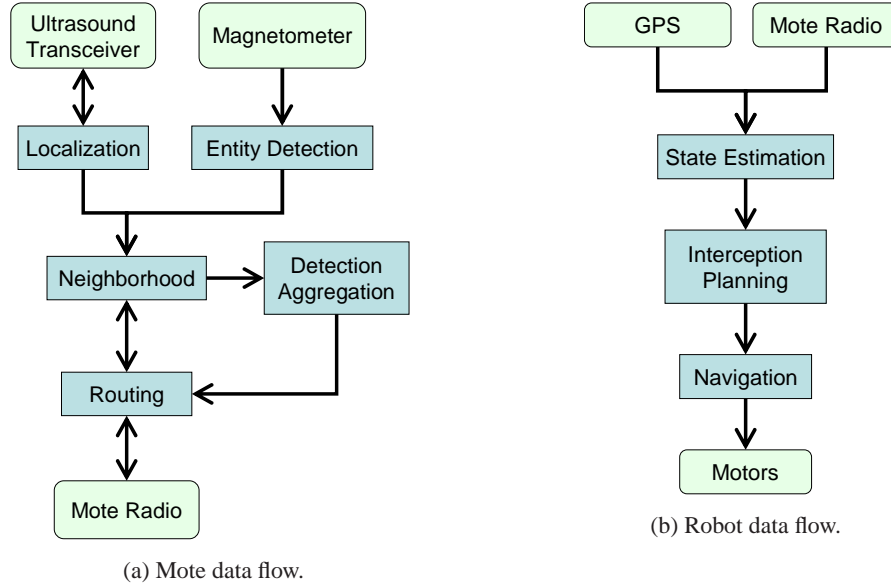 Ultrasound
Transceiver
Magnetometer
Localization
Entity Detection
Neighborhood
Detection
Aggregation
Routing
Mote Radio
(a) Mote data flow.
GPS
Mote Radio
State Estimation
Interception
Planning
Navigation
Motors
(b) Robot data flow.